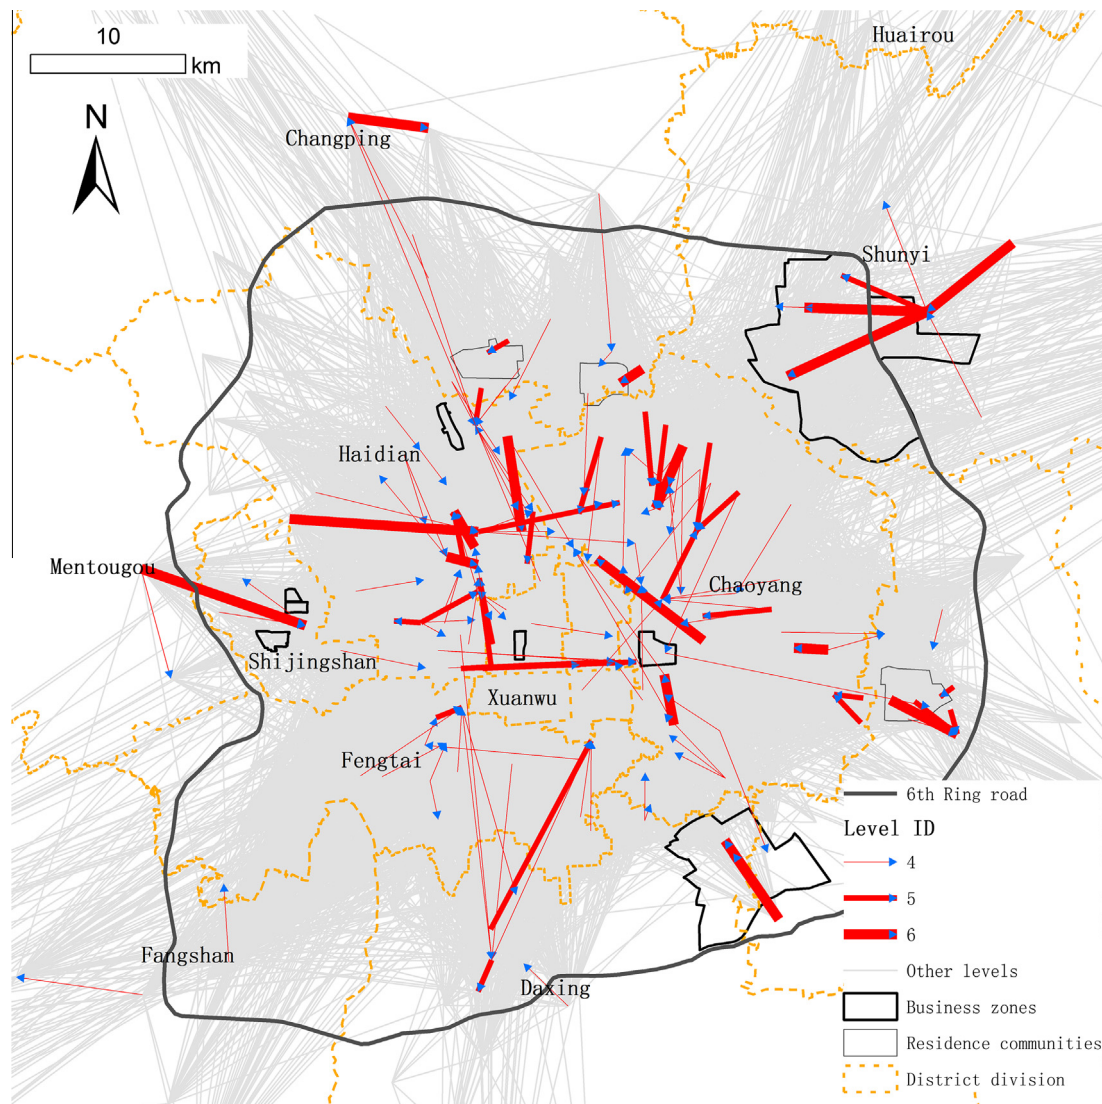 10
km
N
Huairou
Changping
Shunyi
Haidian
Mentougou
Chaoyang
Shijingshan
Xuanwu
Fengtai
Fangshan
Daxing
6th Ring road
Level ID
4
5
6
Other levels
Business zones
Residence communities
District division